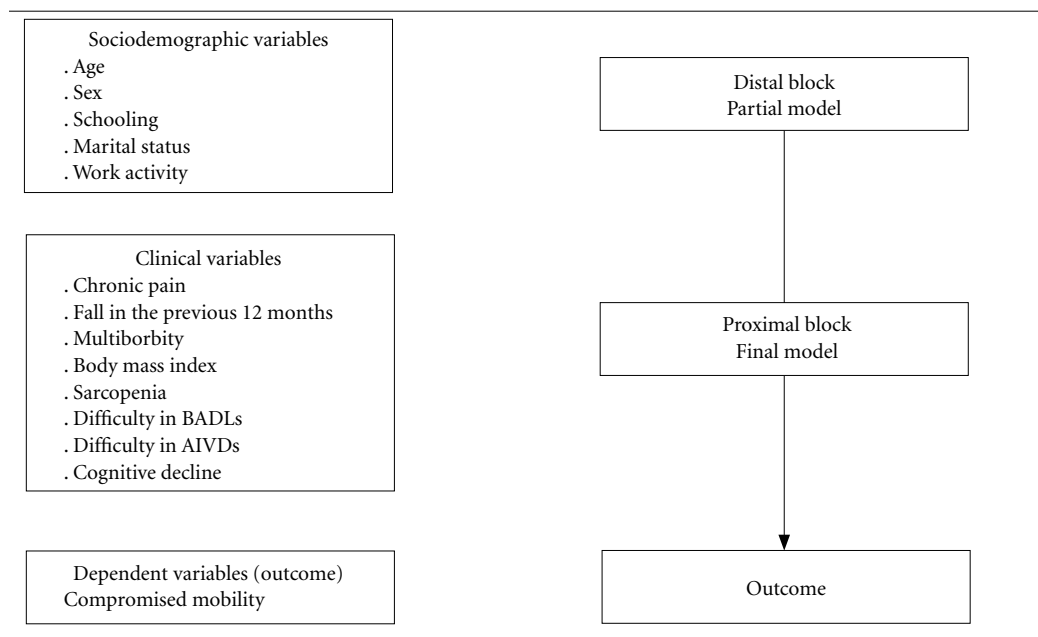 Sociodemographic variables
. Age
. Sex
. Schooling
. Marital status
. Work activity
Distal block
Partial model
Clinical variables
. Chronic pain
. Fall in the previous 12 months
. Multiborbity
. Body mass index
. Sarcopenia
. Difficulty in BADLs
. Difficulty in AIVDs
. Cognitive decline
Proximal block
Final model
Dependent variables (outcome)
Compromised mobility
Outcome